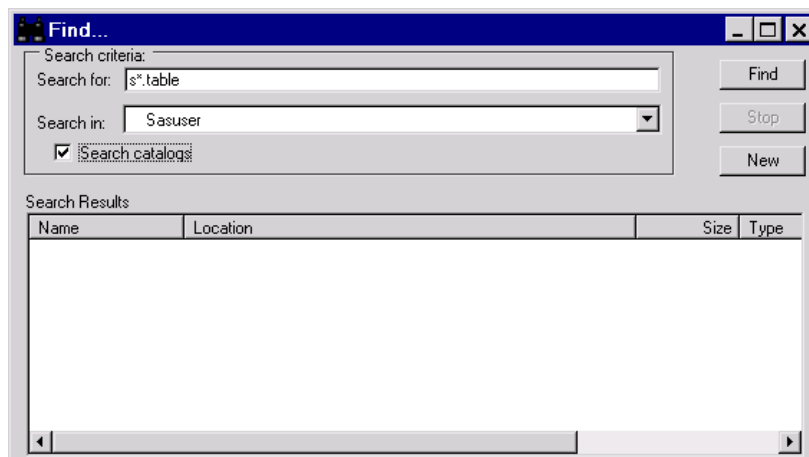 Find...
Search criteria:
Search for: s*.table
Find
Search in: Sasuser
Stop
Search catalogs
New
Search Results
Name Location Size Type